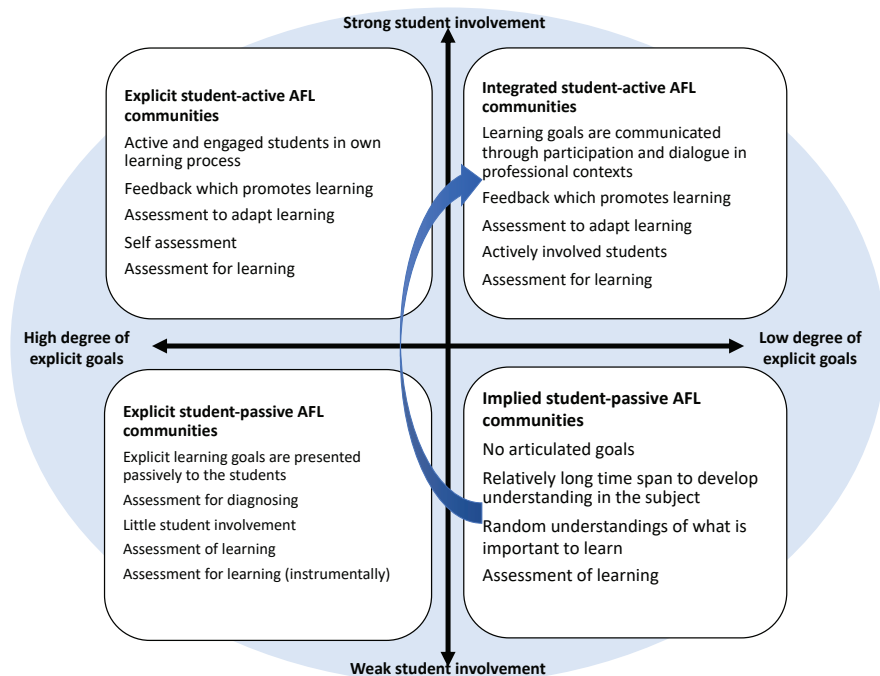 Strong student involvement
Explicit student-active AFL
communities
Active and engaged students in own
learning process
Feedback which promotes learning
Assessment to adapt learning
Self assessment
Assessment for learning
Integrated student-active AFL
communities
Learning goals are communicated
through participation and dialogue in
professional contexts
Feedback which promotes learning
Assessment to adapt learning
Actively involved students
Assessment for learning
High degree of
explicit goals
Low degree of
explicit goals
Explicit student-passive AFL
communities
Explicit learning goals are presented
passively to the students
Assessment for diagnosing
Little student involvement
Assessment of learning
Assessment for learning (instrumentally)
Implied student-passive AFL
communities
No articulated goals
Relatively long time span to develop
understanding in the subject
Random understandings of what is
important to learn
Assessment of learning
Weak student involvement